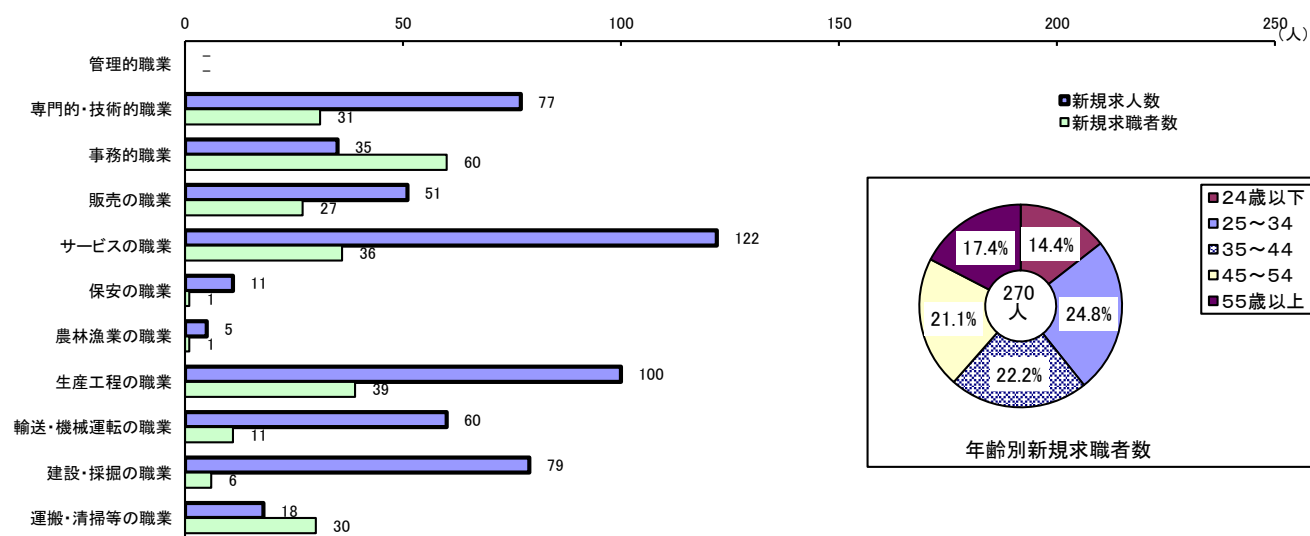 0 50 100 150 200 250
(人)
管理的職業 － －
専門的・技術的職業 77
31
事務的職業 35
60
販売の職業 51
27
サービスの職業 122
36
保安の職業 11
1
農林漁業の職業 5
1
生産工程の職業 100
39
輸送・機械運転の職業 60
11
建設・採掘の職業 79
6
運搬・清掃等の職業 18
30
新規求人数
新規求職者数
24歳以下
25～34
35～44
45～54
55歳以上
17.4% 14.4%
270
人
21.1% 24.8%
22.2%
年齢別新規求職者数